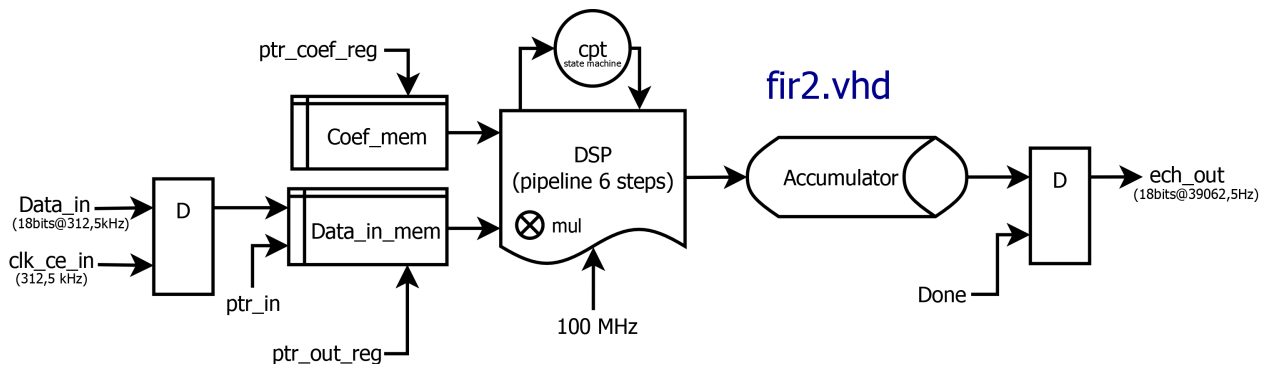 ptr_coef_reg
cpt
state machine
fir2.vhd
Coef_mem
DSP
(pipeline 6 steps)
mul
Accumulator
D
ech_out
(18bits@39062,5Hz)
Data_in
(18bits@312,5kHz)
D
Data_in_mem
clk_ce_in
(312,5 kHz)
ptr_in
Done
100 MHz
ptr_out_reg